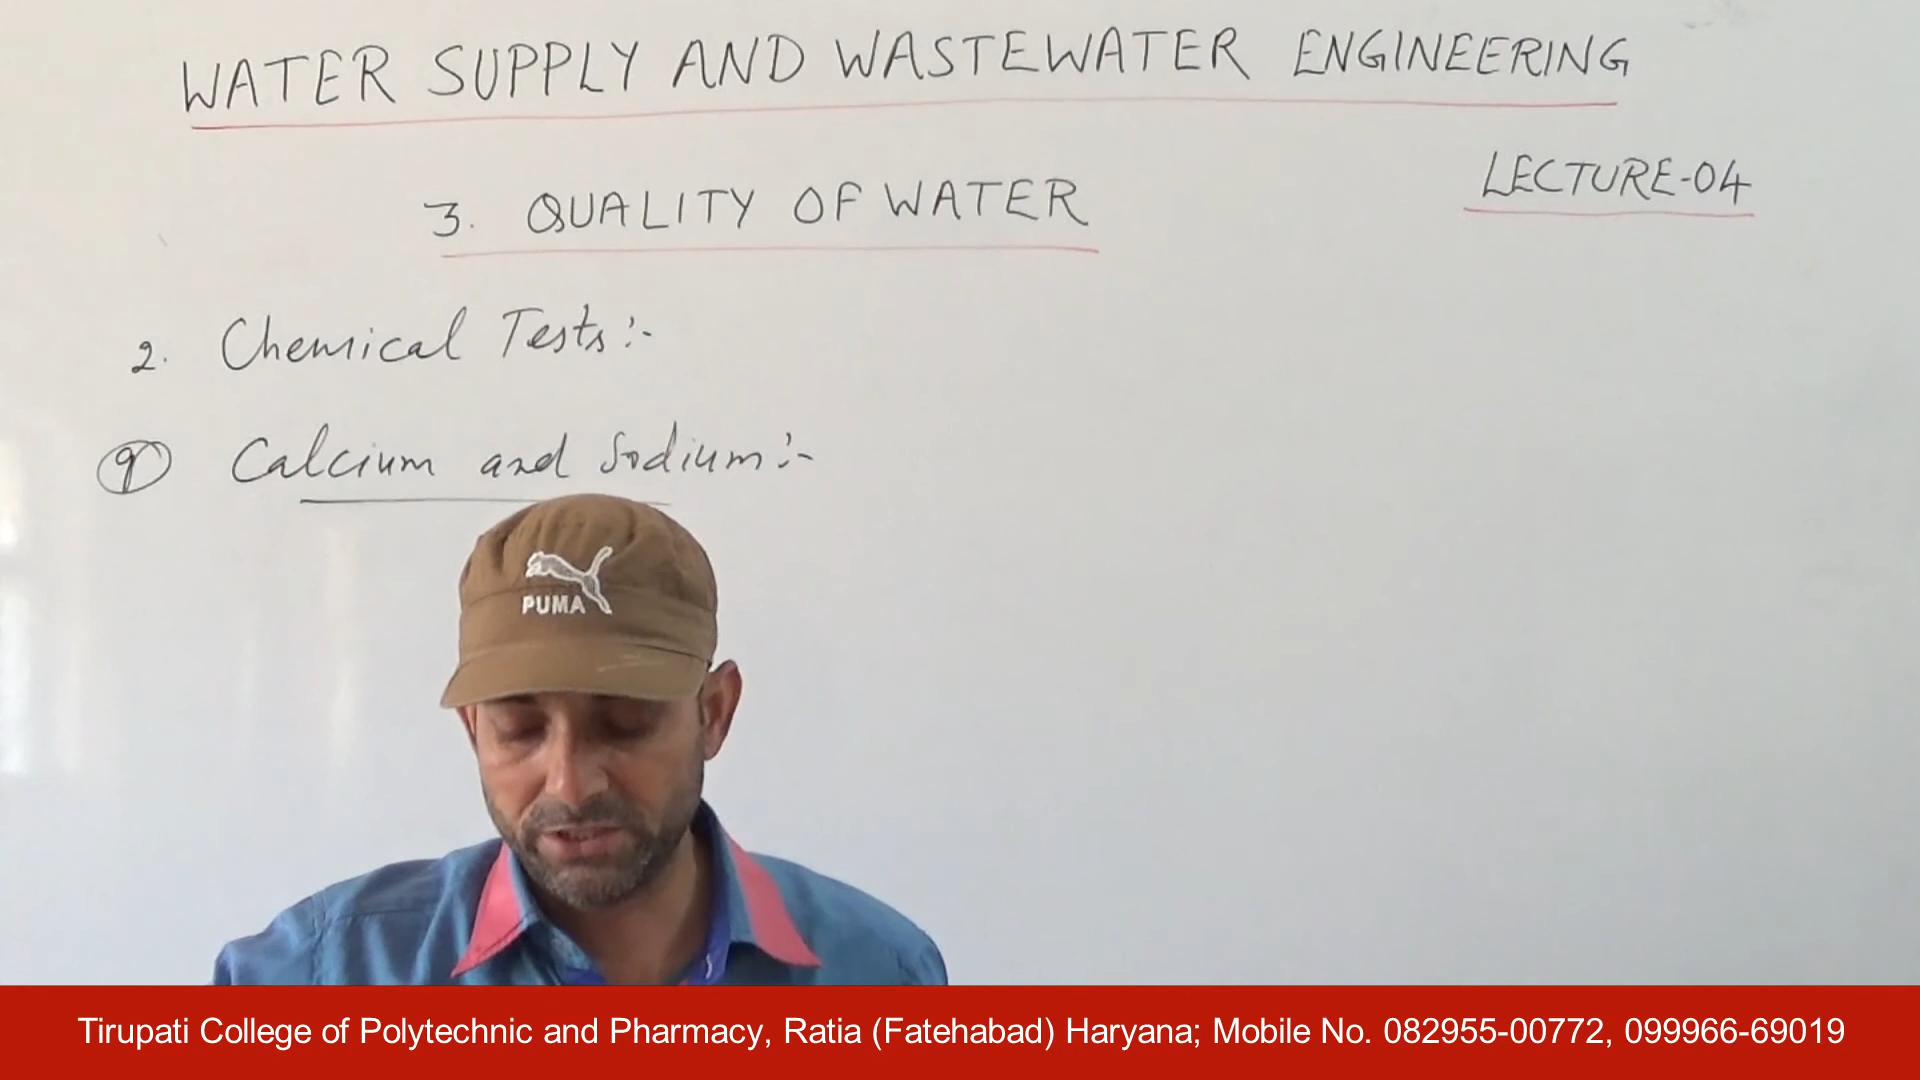 WATER SUPPLY AND WASTEWATER ENGINEERING
3. QUALITY OF WATER
LECTURE-04
2. Chemical Tests:-
9 Calcium and Sodium:-
PUMA
Tirupati College of Polytechnic and Pharmacy, Ratia (Fatehabad) Haryana; Mobile No. 082955-00772, 099966-69019